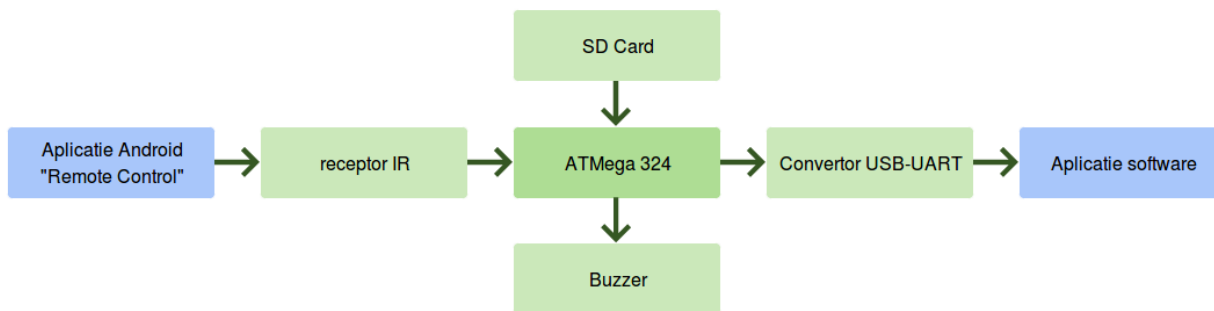 SD Card
Aplicatie Android
"Remote Control"
receptor IR
ATMega 324
Convertor USB-UART
Aplicatie software
Buzzer